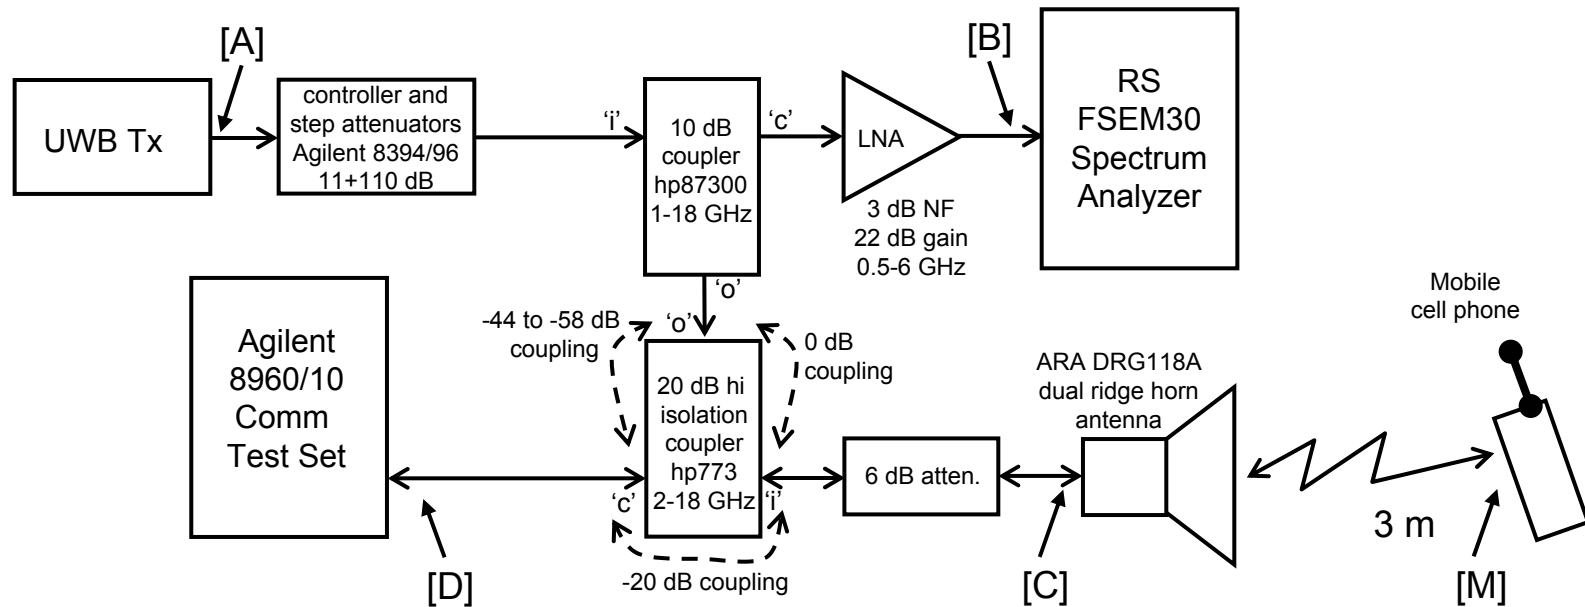 [A]
[B]
UWB Tx
controller and
step attenuators
Agilent 8394/96
11+110 dB
'i'
10 dB
coupler
hp87300
1-18 GHz
'c'
LNA
3 dB NF
22 dB gain
0.5-6 GHz
RS
FSEM30
Spectrum
Analyzer
'o'
Mobile
cell phone
-44 to -58 dB
coupling
'o'
0 dB
coupling
Agilent
8960/10
Comm
Test Set
20 dB hi
isolation
coupler
hp773
2-18 GHz
'c'
'i'
6 dB atten.
ARA DRG118A
dual ridge horn
antenna
3 m
-20 dB coupling
[D]
[C]
[M]